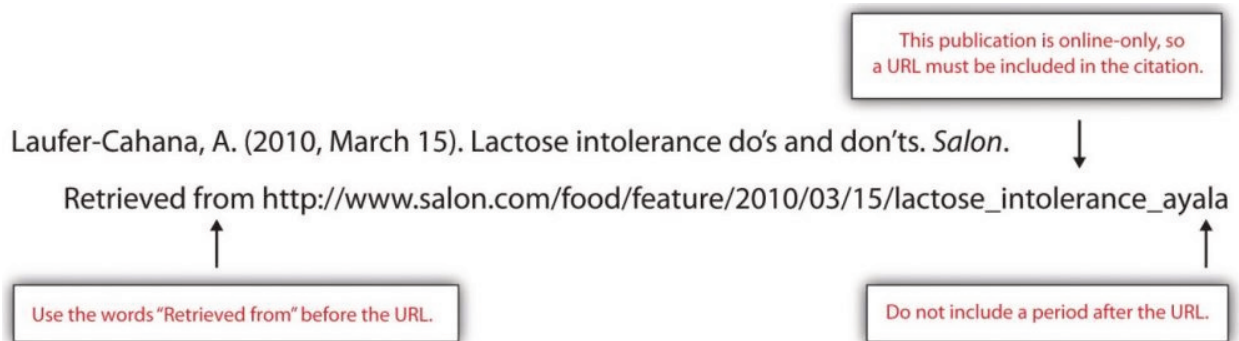 This publication is online-only, so
a URL must be included in the citation.
Laufer-Cahana, A. (2010, March 15). Lactose intolerance do’s and don’ts. Salon.
Retrieved from http://www.salon.com/food/feature/2010/03/15/lactose_intolerance_ayala
Use the words “Retrieved from” before the URL.
Do not include a period after the URL.